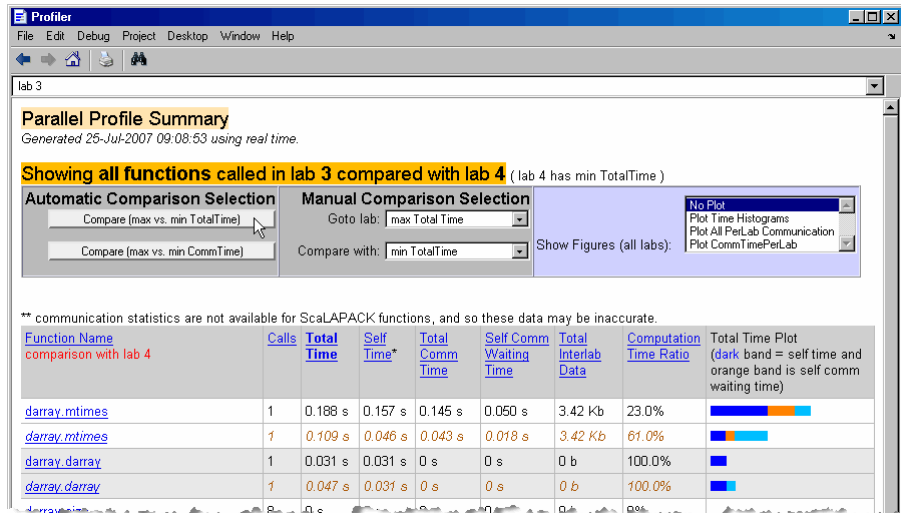 Profiler
File Edit Debug Project Desktop Window Help
lab 3
Parallel Profile Summary
Generated 25-Jul-2007 09:08:53 using real time.
Showing all functions called in lab 3 compared with lab 4 ( lab 4 has min TotalTime )
Automatic Comparison Selection
Compare (max vs. min TotalTime)
Compare (max vs. min CommTime)
Manual Comparison Selection
Goto lab: max Total Time
Compare with: min TotalTime
Show Figures (all labs):
No Plot
Plot Time Histograms
Plot All PerLab Communication
Plot CommTimePerLab
** communication statistics are not available for ScaLAPACK functions, and so these data may be inaccurate.
Function Name
comparison with lab 4
Calls
Total
Time
Self
Time*
Total
Comm
Time
Self Comm
Waiting
Time
Total
Interlab
Data
Computation
Time Ratio
Total Time Plot
(dark band = self time and
orange band is self comm
waiting time)
darray.mtimes 1 0.188 s 0.157 s 0.145 s 0.050 s 3.42 Kb 23.0%
darray.mtimes 1 0.109 s 0.046 s 0.043 s 0.018 s 3.42 Kb 61.0%
darray.darray 1 0.031 s 0.031 s 0 s 0 s 0 b 100.0%
darray.darray 1 0.047 s 0.031 s 0 s 0 s 0 b 100.0%